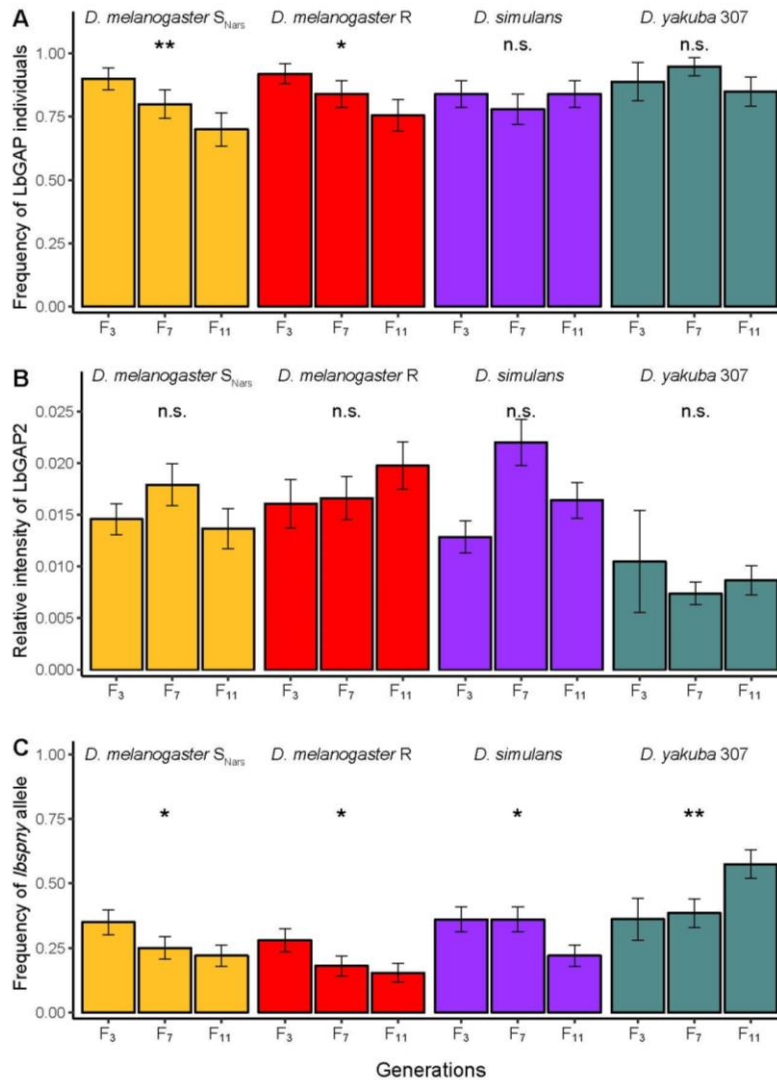 A
D. melanogaster SNars D. melanogaster R D. simulans D. yakuba 307
** * n.s. n.s.
Frequency of LbGAP individuals
1.00
0.75
0.50
0.25
0.00
F3 F7 F11 F3 F7 F11 F3 F7 F11 F3 F7 F11
B
D. melanogaster SNars D. melanogaster R D. simulans D. yakuba 307
n.s. n.s. n.s. n.s.
Relative intensity of LbGAP2
0.025
0.020
0.015
0.010
0.005
0.000
F3 F7 F11 F3 F7 F11 F3 F7 F11 F3 F7 F11
C
D. melanogaster SNars D. melanogaster R D. simulans D. yakuba 307
* * * **
Frequency of lbspny allele
1.00
0.75
0.50
0.25
0.00
F3 F7 F11 F3 F7 F11 F3 F7 F11 F3 F7 F11
Generations